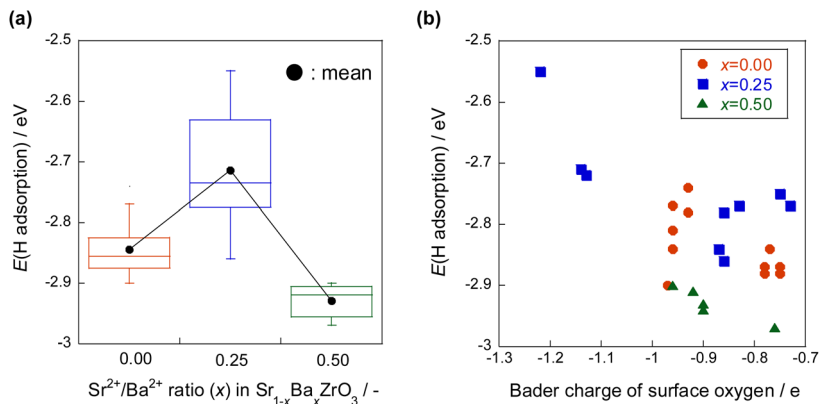 (a)
-2.5
-2.6
-2.7
-2.8
-2.9
-3
E(H adsorption) / eV
: mean
0.00 0.25 0.50
Sr²⁺/Ba²⁺ ratio (x) in Sr₁₋ₓBaₓZrO₃ / -
(b)
-2.5
-2.6
-2.7
-2.8
-2.9
-3
E(H adsorption) / eV
x=0.00
x=0.25
x=0.50
-1.3 -1.2 -1.1 -1 -0.9 -0.8 -0.7
Bader charge of surface oxygen / e